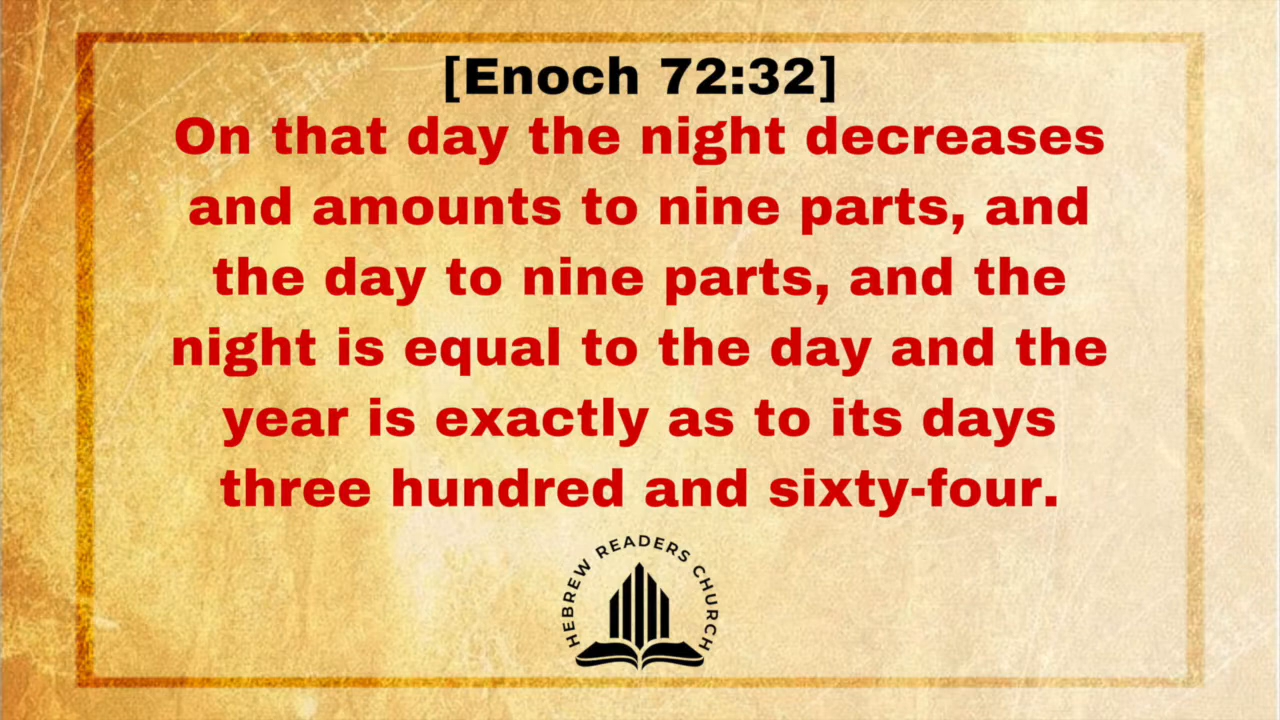 [Enoch 72:32]
On that day the night decreases
and amounts to nine parts, and
the day to nine parts, and the
night is equal to the day and the
year is exactly as to its days
three hundred and sixty-four.
HEBREW READERS CHURCH